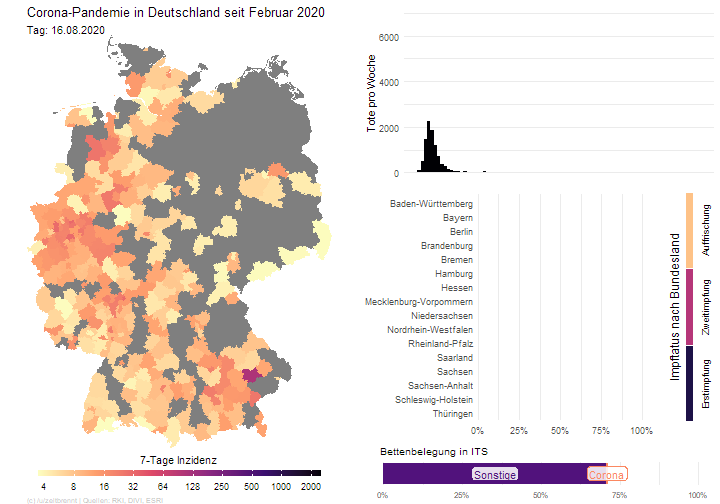 Corona-Pandemie in Deutschland seit Februar 2020
Tag: 16.08.2020
Tote pro Woche
6000
4000
2000
0
Baden-Württemberg
Bayern
Berlin
Brandenburg
Bremen
Hamburg
Hessen
Mecklenburg-Vorpommern
Niedersachsen
Nordrhein-Westfalen
Rheinland-Pfalz
Saarland
Sachsen
Sachsen-Anhalt
Schleswig-Holstein
Thüringen
0% 25% 50% 75% 100%
Impfstatus nach Bundesland
Auffrischung
Zweitimpfung
Erstimpfung
7-Tage Inzidenz
4 8 16 32 64 128 250 500 1000 2000
Bettenbelegung in ITS
Sonstige
Corona
0% 25% 50% 75% 100%
| Quellen: RKI, DIVI, ESRI